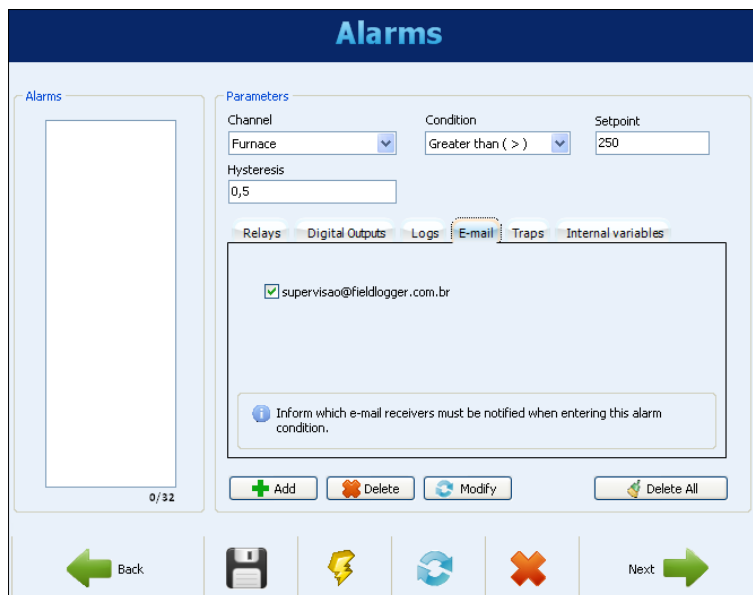 Alarms
Alarms
0/32
Parameters
Channel Condition Setpoint
Furnace Greater than ( > ) 250
Hysteresis
0,5
Relays Digital Outputs Logs E-mail Traps Internal variables
supervisao@fieldlogger.com.br
Inform which e-mail receivers must be notified when entering this alarm
condition.
Add Delete Modify Delete All
Back Next